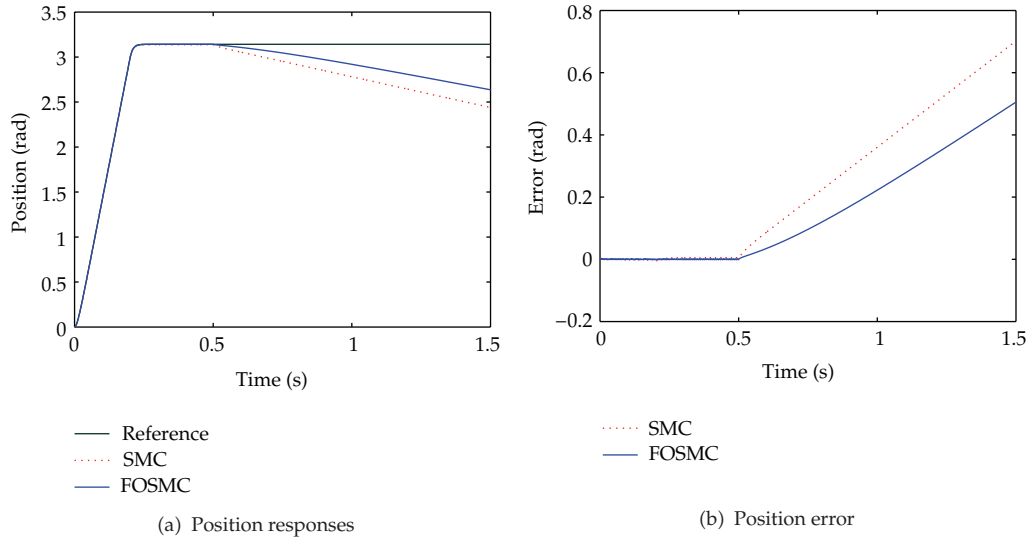 3.5
3
2.5
2
1.5
1
0.5
0
Position (rad)
0
0.5
1
1.5
Time (s)
Reference
SMC
FOSMC
(a) Position responses
0.8
0.6
0.4
0.2
0
−0.2
Error (rad)
0
0.5
1
1.5
Time (s)
SMC
FOSMC
(b) Position error